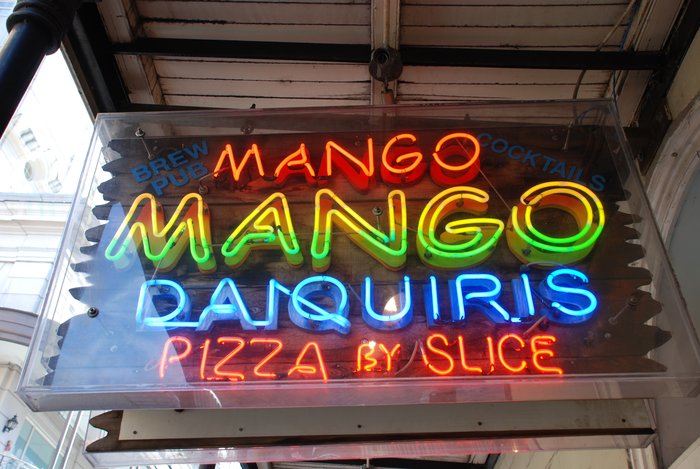 BREW PUB
COCKTAILS
MANGO
MANGO
DAIQUIRIS
PIZZA BY SLICE